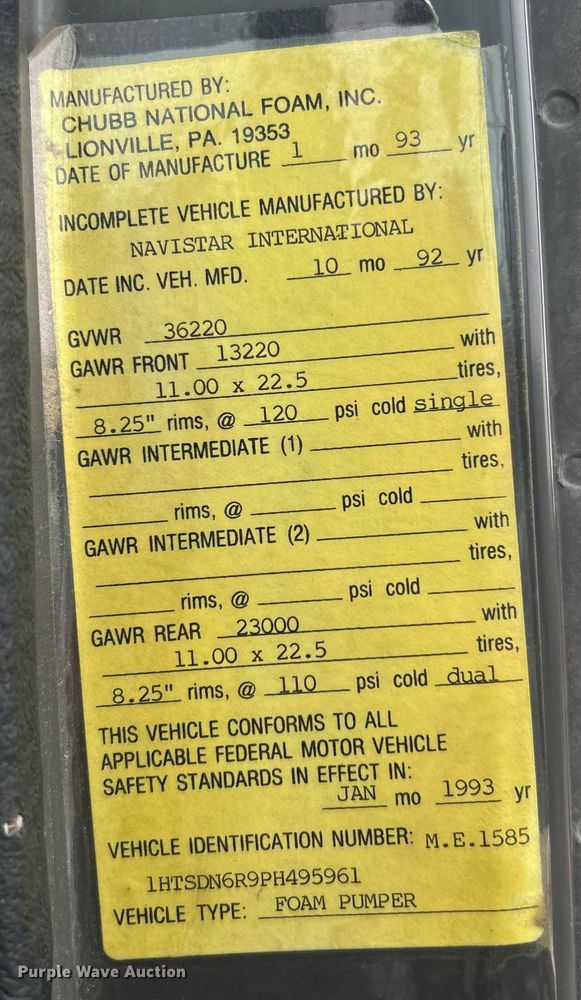 MANUFACTURED BY:
CHUBB NATIONAL FOAM, INC.
LIONVILLE, PA. 19353
DATE OF MANUFACTURE 1 mo 93 yr
INCOMPLETE VEHICLE MANUFACTURED BY:
NAVISTAR INTERNATIONAL
DATE INC. VEH. MFD. 10 mo 92 yr
GVWR 36220
GAWR FRONT 13220 with
11.00 x 22.5 tires,
8.25" rims, @ 120 psi cold single
GAWR INTERMEDIATE (1) with
tires,
rims, @ psi cold
GAWR INTERMEDIATE (2) with
tires,
rims, @ psi cold
GAWR REAR 23000 with
11.00 x 22.5 tires,
8.25" rims, @ 110 psi cold dual
THIS VEHICLE CONFORMS TO ALL
APPLICABLE FEDERAL MOTOR VEHICLE
SAFETY STANDARDS IN EFFECT IN:
JAN mo 1993 yr
VEHICLE IDENTIFICATION NUMBER: M.E.1585
1HTSDN6R9PH495961
VEHICLE TYPE: FOAM PUMPER
Purple Wave Auction